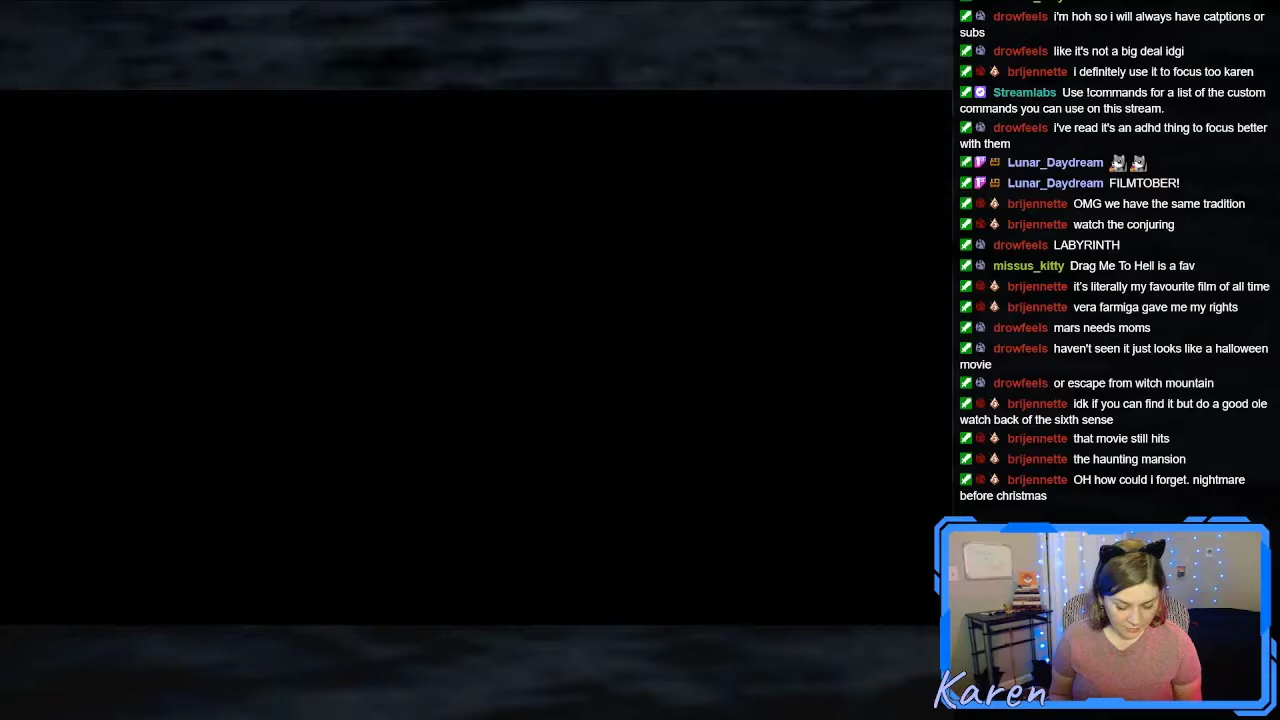 drowfeels i'm hoh so i will always have catptions or
subs
drowfeels like it's not a big deal idgi
brijennette i definitely use it to focus too karen
Streamlabs Use !commands for a list of the custom
commands you can use on this stream.
drowfeels i've read it's an adhd thing to focus better
with them
Lunar_Daydream
Lunar_Daydream FILMTOBER!
brijennette OMG we have the same tradition
brijennette watch the conjuring
drowfeels LABYRINTH
missus_kitty Drag Me To Hell is a fav
brijennette it's literally my favourite film of all time
brijennette vera farmiga gave me my rights
drowfeels mars needs moms
drowfeels haven't seen it just looks like a halloween
movie
drowfeels or escape from witch mountain
brijennette idk if you can find it but do a good ole
watch back of the sixth sense
brijennette that movie still hits
brijennette the haunting mansion
brijennette OH how could i forget. nightmare
before christmas
Karen